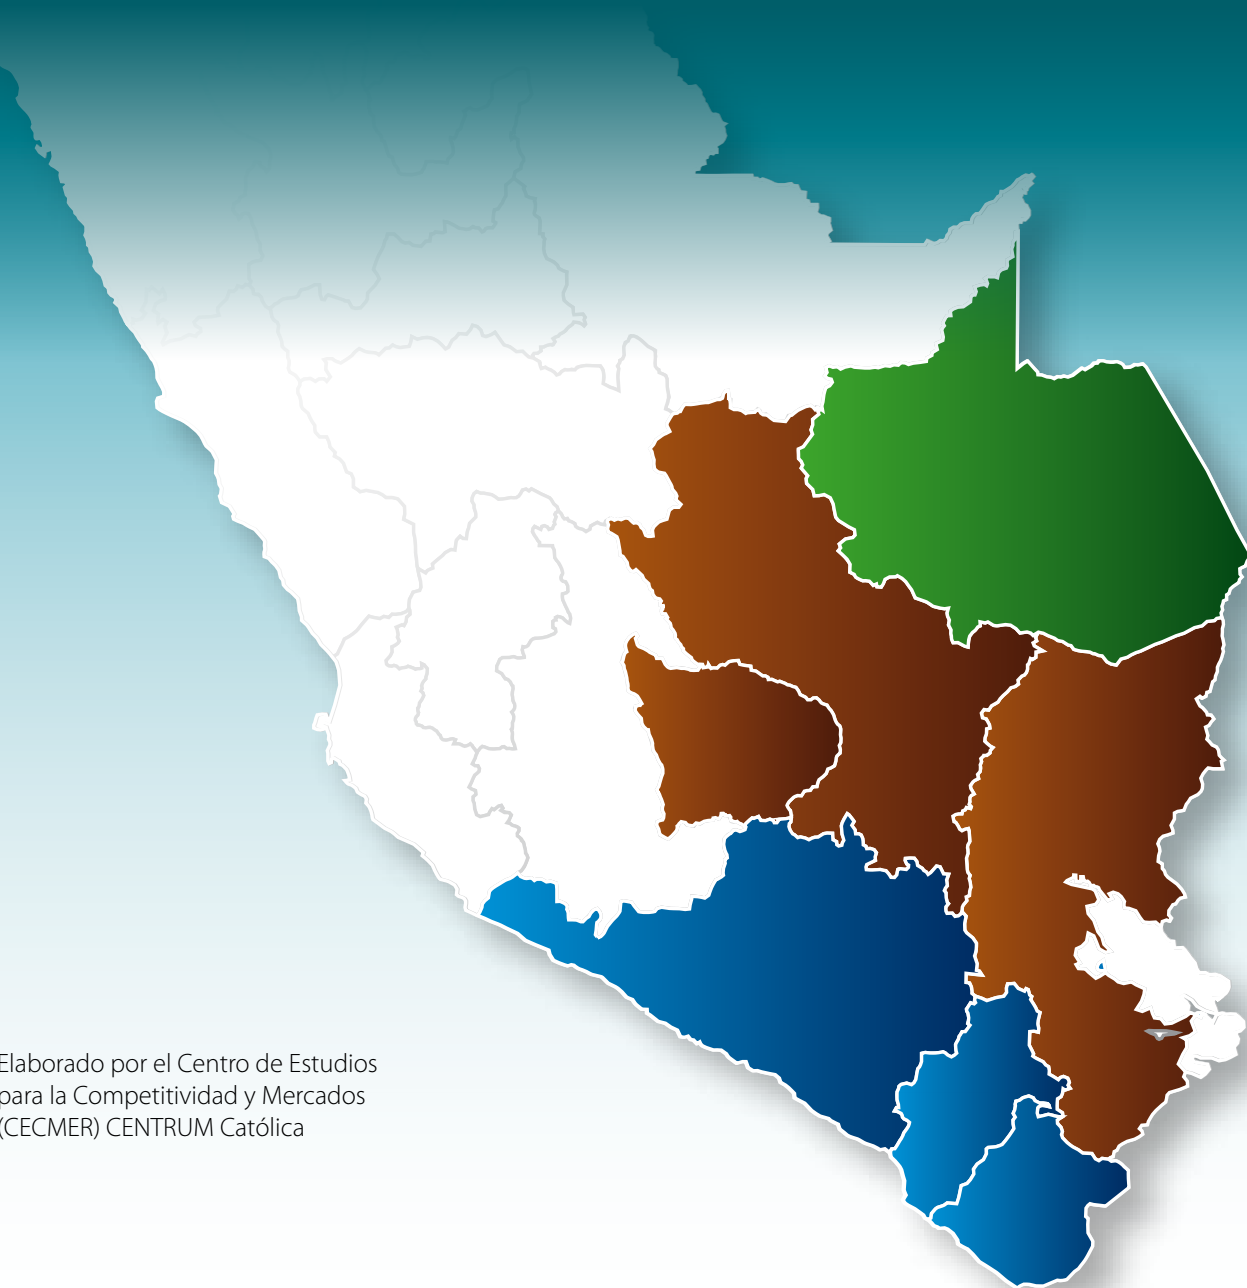 Elaborado por el Centro de Estudios
para la Competitividad y Mercados
(CECMER) CENTRUM Católica